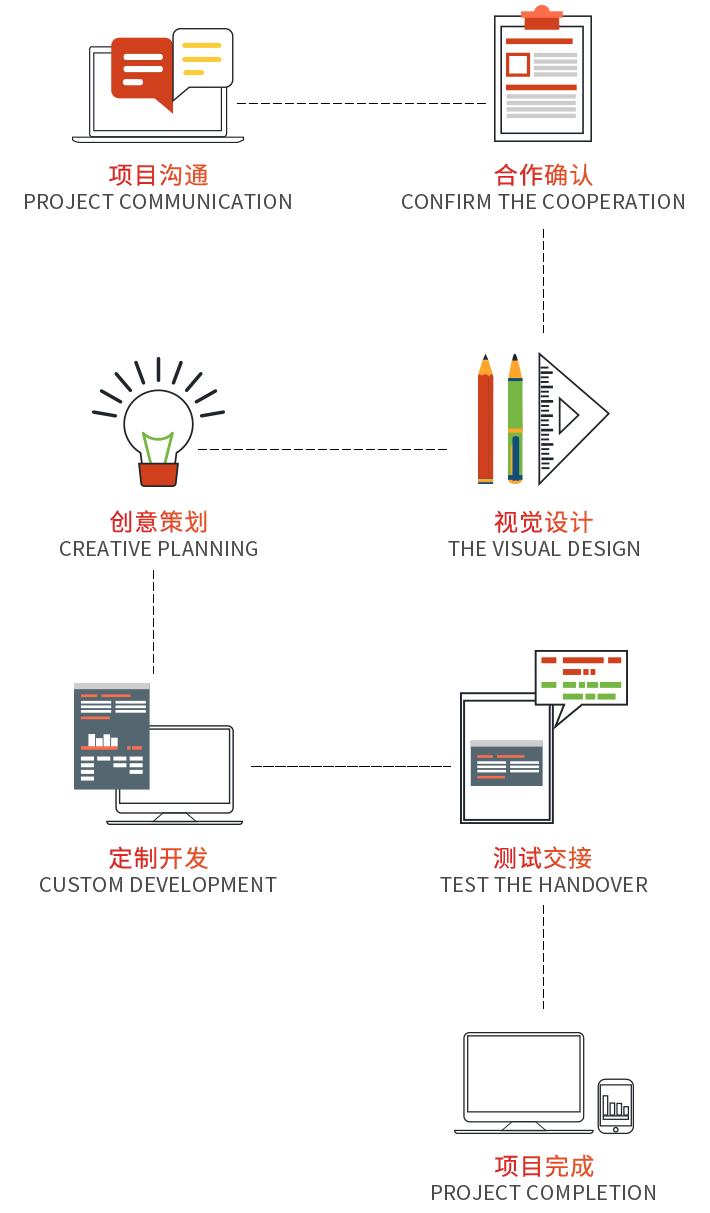 项目沟通
PROJECT COMMUNICATION
合作确认
CONFIRM THE COOPERATION
创意策划
CREATIVE PLANNING
视觉设计
THE VISUAL DESIGN
定制开发
CUSTOM DEVELOPMENT
测试交接
TEST THE HANDOVER
项目完成
PROJECT COMPLETION